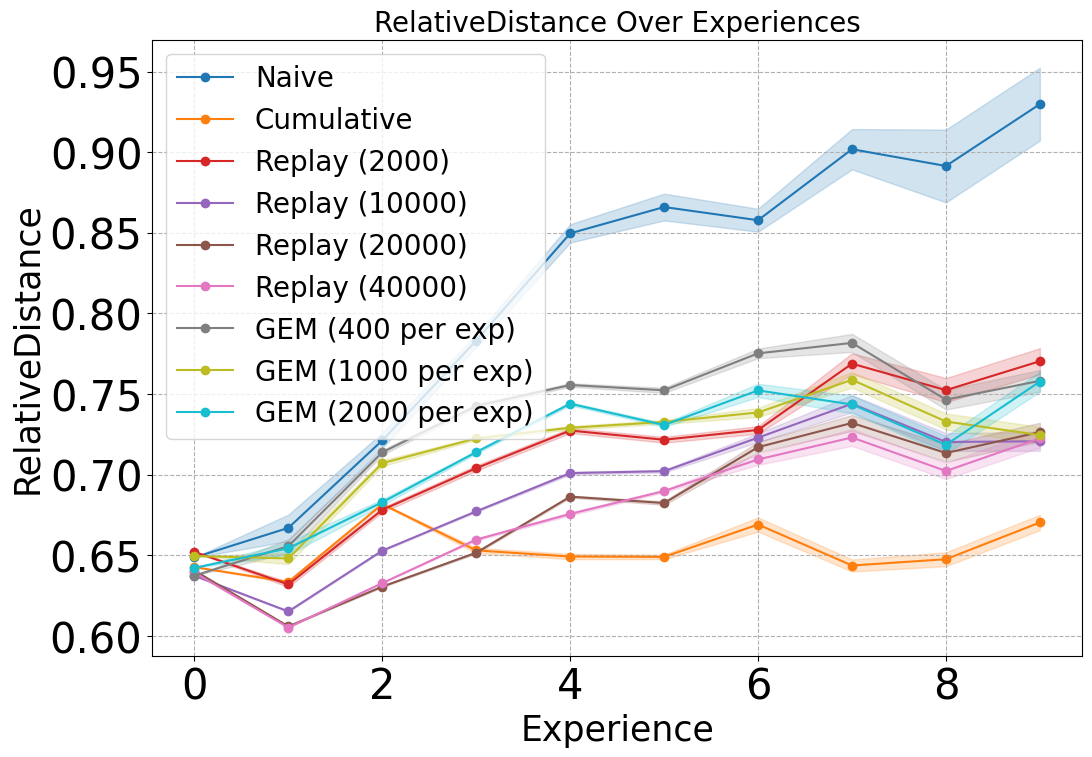 RelativeDistance Over Experiences
RelativeDistance
0.95
0.90
0.85
0.80
0.75
0.70
0.65
0.60
Naive
Cumulative
Replay (2000)
Replay (10000)
Replay (20000)
Replay (40000)
GEM (400 per exp)
GEM (1000 per exp)
GEM (2000 per exp)
0 2 4 6 8
Experience